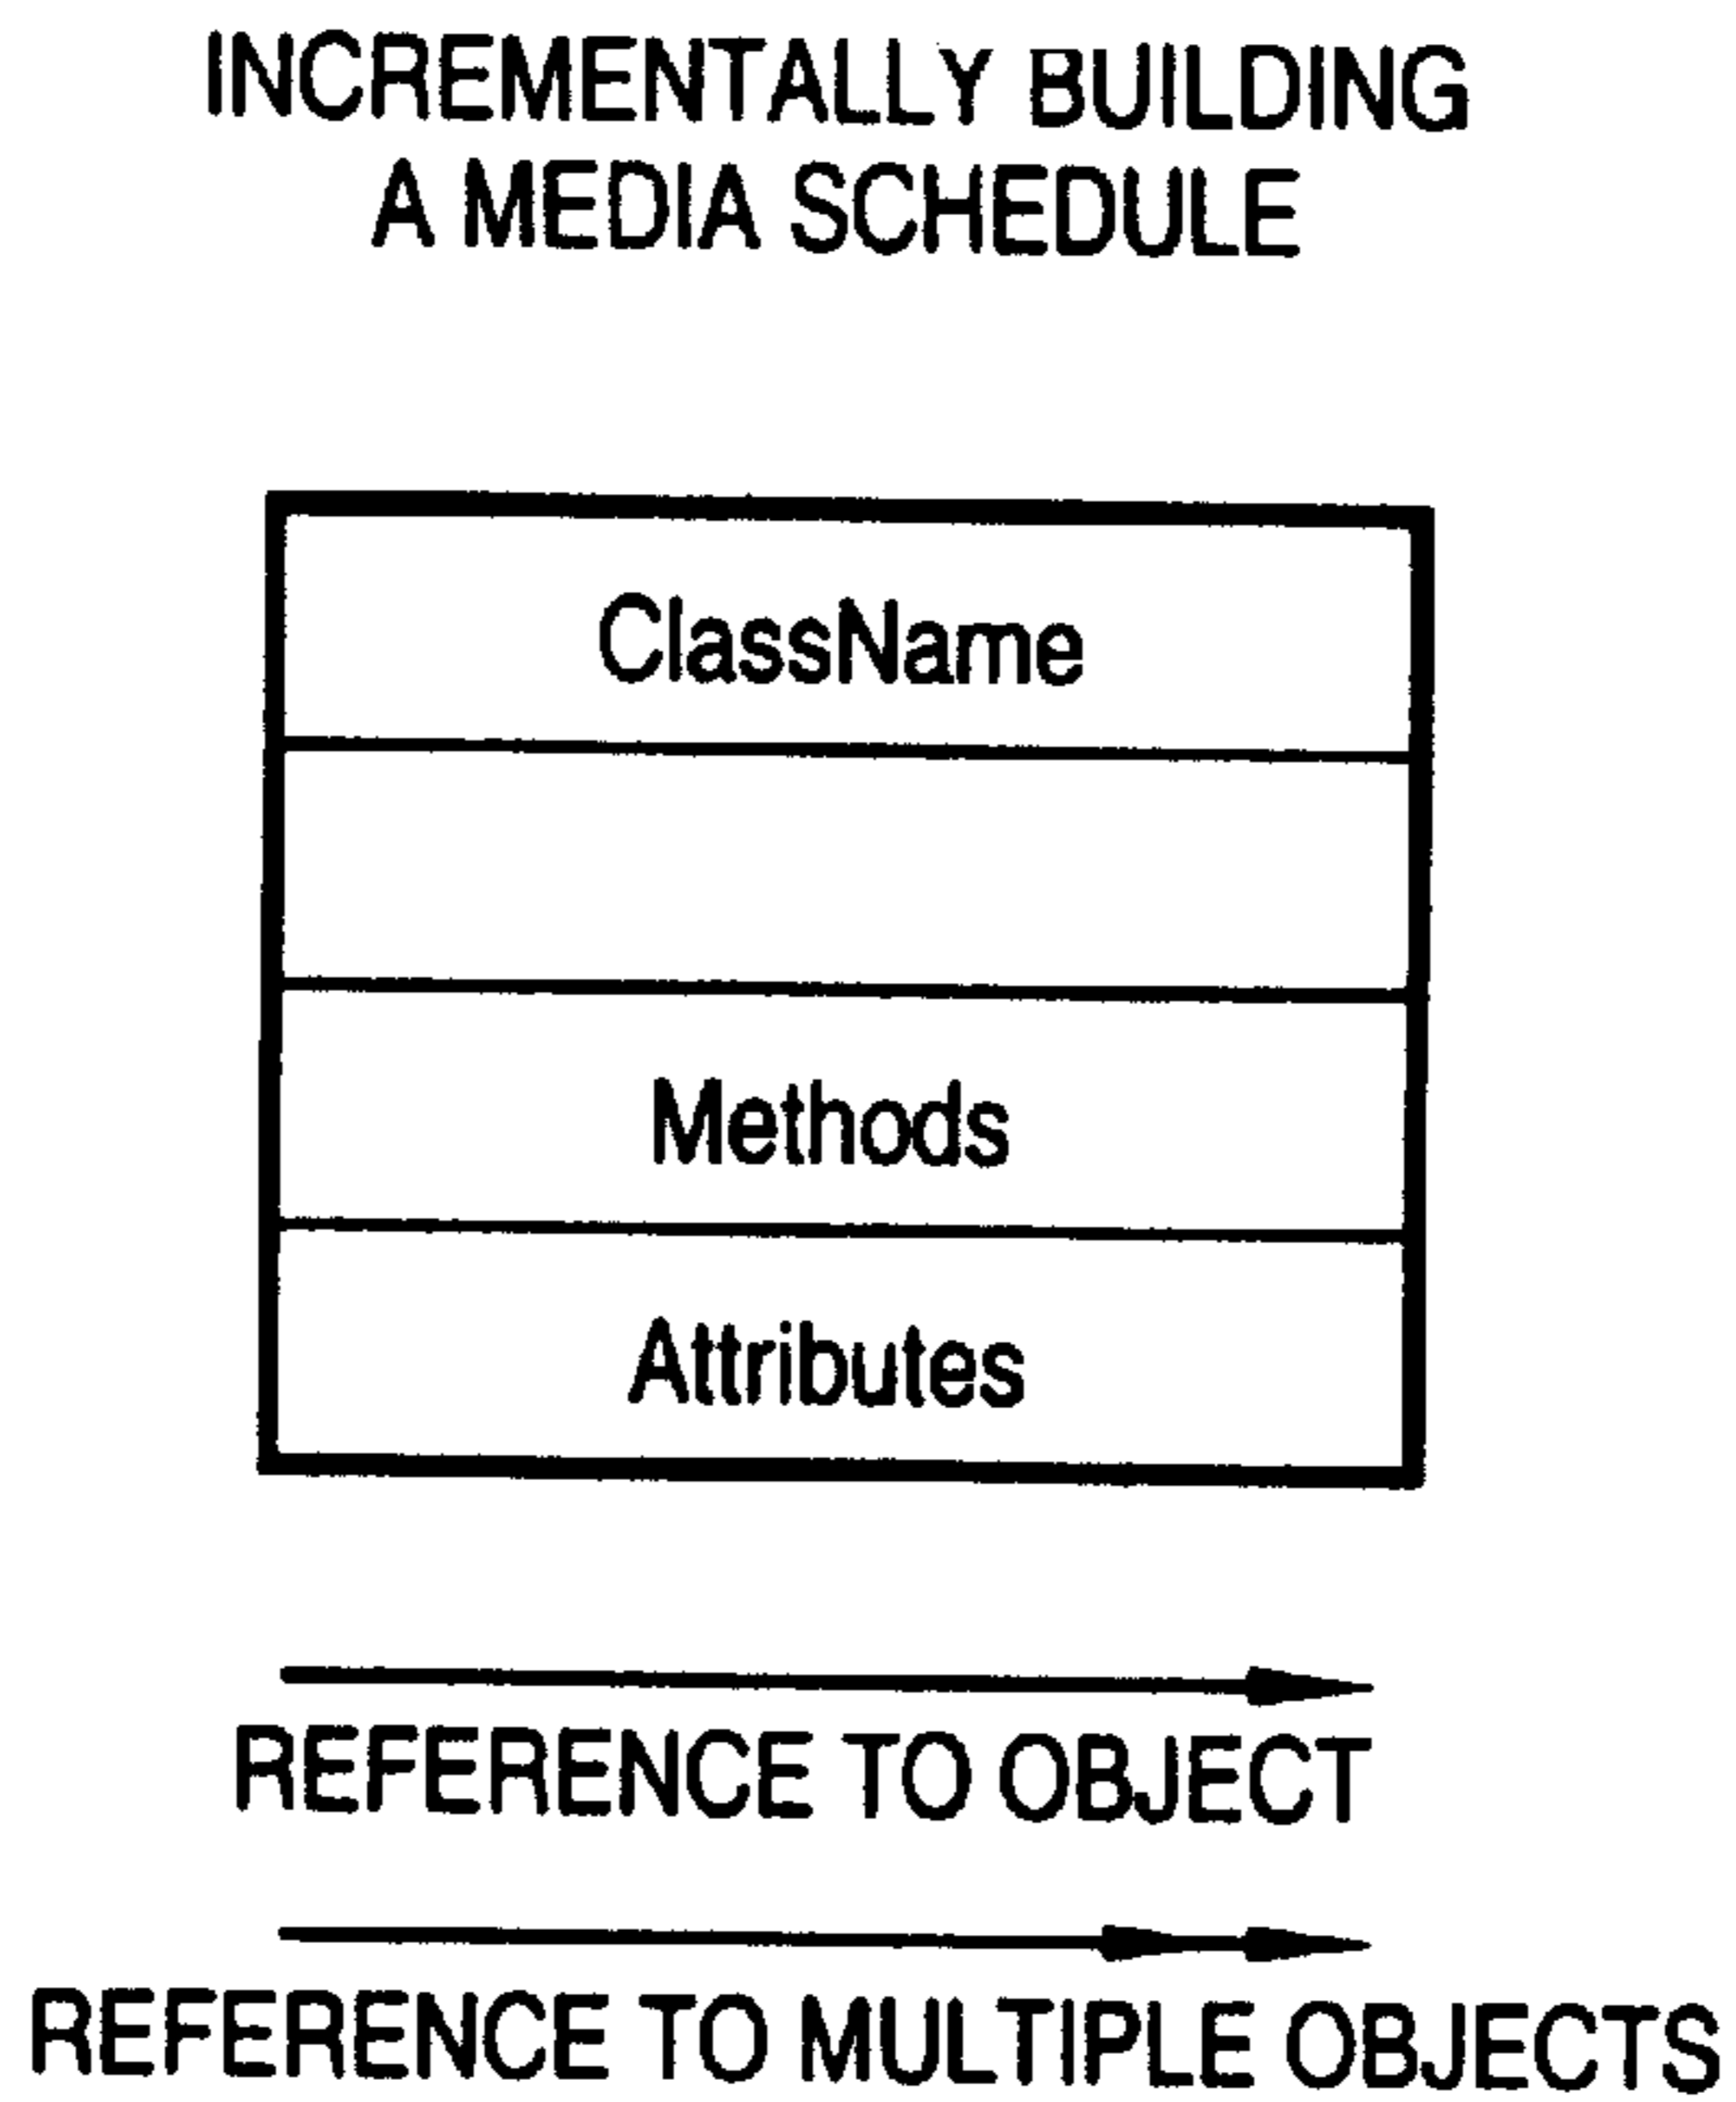 INCREMENTALLY BUILDING
A MEDIA SCHEDULE
ClassName
Methods
Attributes
REFERENCE TO OBJECT
REFERENCE TO MULTIPLE OBJECTS